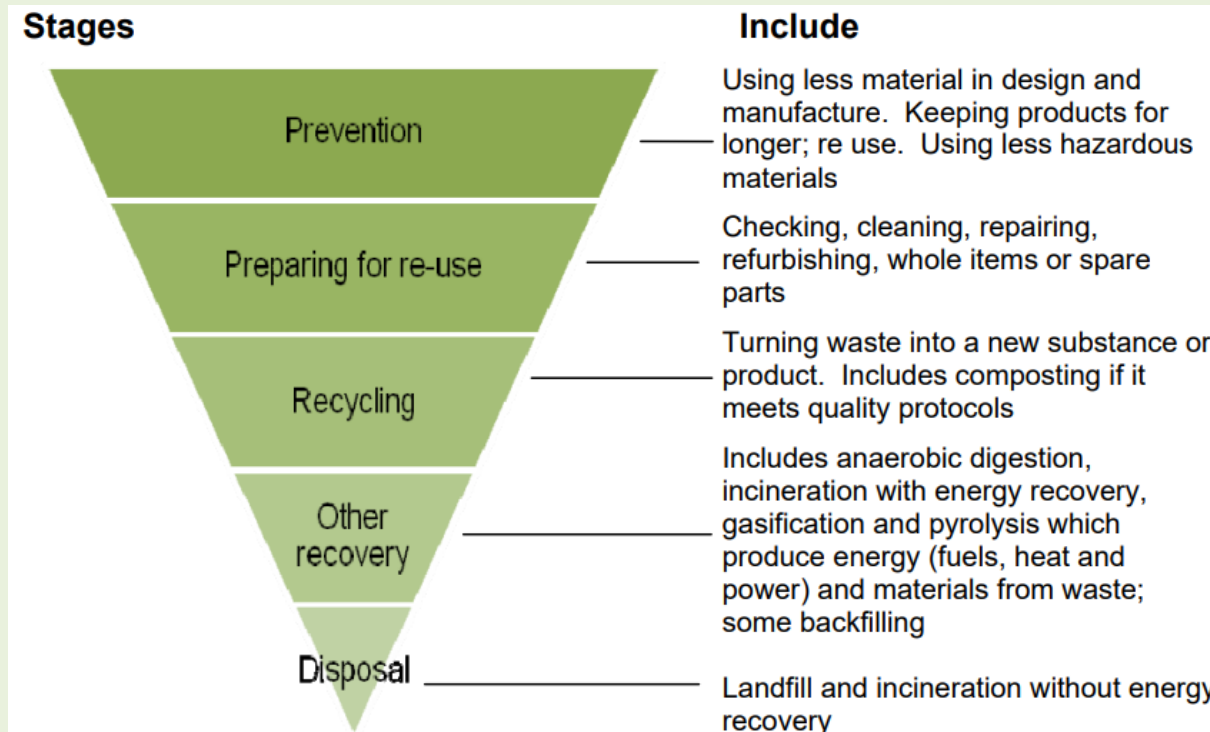 Stages
Include
Prevention
Using less material in design and
manufacture. Keeping products for
longer; re use. Using less hazardous
materials
Preparing for re-use
Checking, cleaning, repairing,
refurbishing, whole items or spare
parts
Recycling
Turning waste into a new substance or
product. Includes composting if it
meets quality protocols
Other
recovery
Includes anaerobic digestion,
incineration with energy recovery,
gasification and pyrolysis which
produce energy (fuels, heat and
power) and materials from waste;
some backfilling
Disposal
Landfill and incineration without energy
recovery